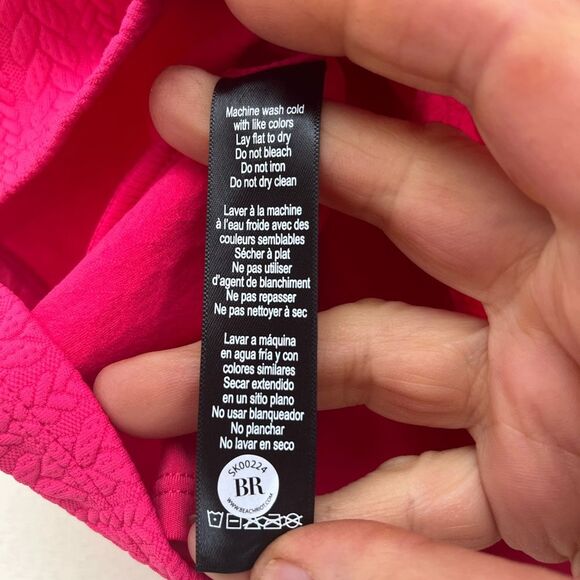 Machine wash cold
with like colors
Lay flat to dry
Do not bleach
Do not iron
Do not dry clean
Laver à la machine
à l'eau froide avec des
couleurs semblables
Sécher à plat
Ne pas utiliser
d'agent de blanchiment
Ne pas repasser
Ne pas nettoyer à sec
Lavar a máquina
en agua fría y con
colores similares
Secar extendido
en un sitio plano
No usar blanqueador
No planchar
No lavar en seco
SK00224
BR
WWW.BEACHRIOT.COM